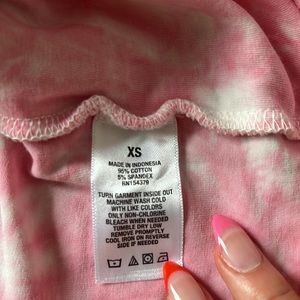 XS
MADE IN INDONESIA
95% COTTON
5% SPANDEX
RN154379
TURN GARMENT INSIDE OUT
MACHINE WASH COLD
WITH LIKE COLORS
ONLY NON-CHLORINE
BLEACH WHEN NEEDED
TUMBLE DRY LOW
REMOVE PROMPTLY
COOL IRON ON REVERSE
SIDE IF NEEDED